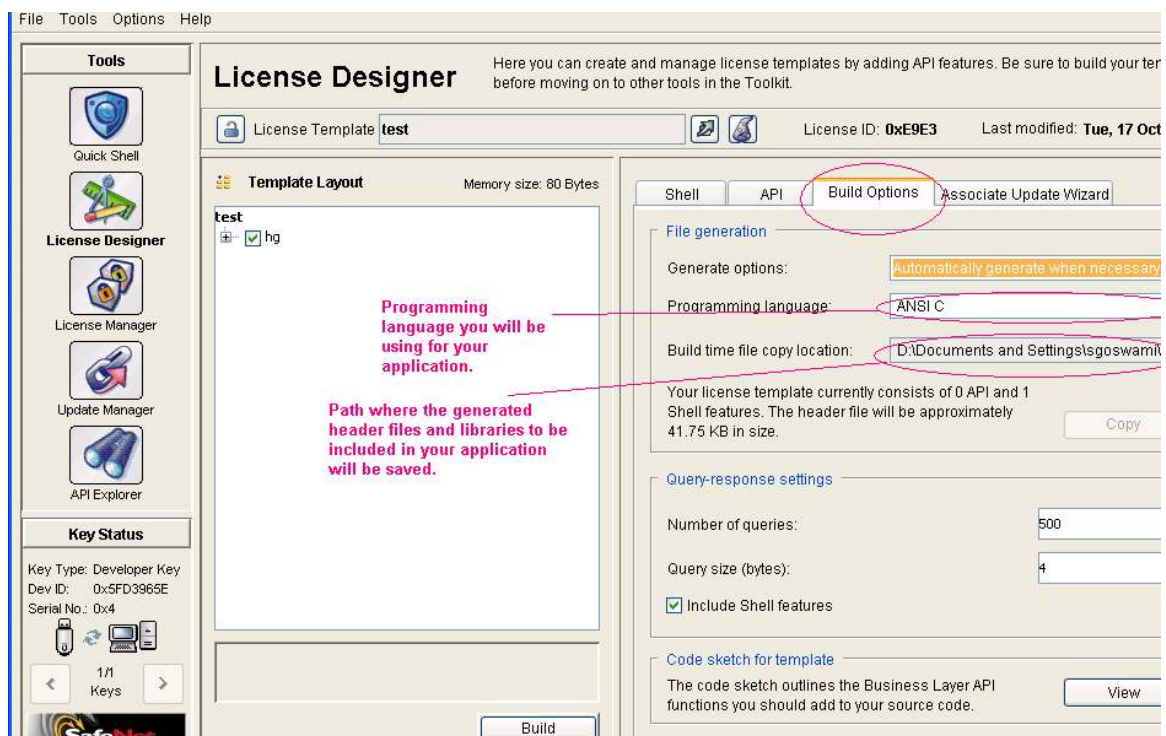 File Tools Options Help
Tools
Quick Shell
License Designer
License Manager
Update Manager
API Explorer
Key Status
Key Type: Developer Key
Dev ID: 0x5FD3965E
Serial No.: 0x4
1/1
Keys
SafeNet
License Designer
Here you can create and manage license templates by adding API features. Be sure to build your
before moving on to other tools in the Toolkit.
License Template test
License ID: 0xE9E3
Last modified: Tue, 17 Oct
Template Layout
Memory size: 80 Bytes
test
hg
Programming
language you will be
using for your
application.
Path where the generated
header files and libraries to be
included in your application
will be saved.
Build
Shell
API
Build Options
Associate Update Wizard
File generation
Generate options:
Automatically generate when necessary
Programming language:
ANSI C
Build time file copy location:
D:\Documents and Settings\sgoswami\
Your license template currently consists of 0 API and 1
Shell features. The header file will be approximately
41.75 KB in size.
Copy
Query-response settings
Number of queries:
500
Query size (bytes):
4
Include Shell features
Code sketch for template
The code sketch outlines the Business Layer API
functions you should add to your source code.
View